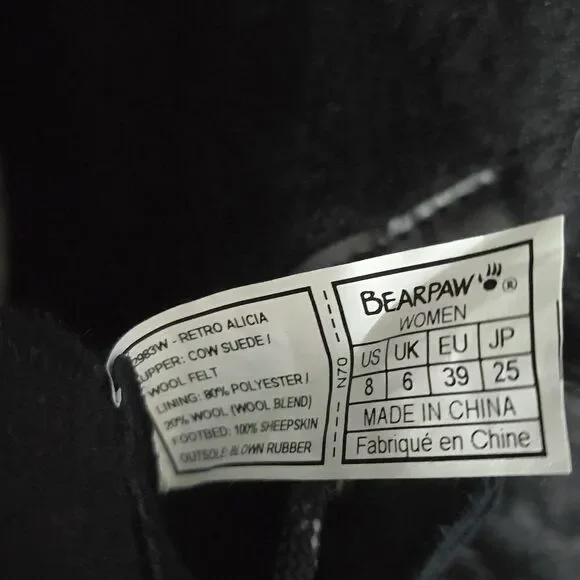 2983W - RETRO ALICIA
UPPER: COW SUEDE /
WOOL FELT
LINING: 80% POLYESTER /
20% WOOL (WOOL BLEND)
FOOTBED: 100% SHEEPSKIN
OUTSOLE: BLOWN RUBBER
N70
BEARPAW ®
WOMEN
US UK EU JP
8 6 39 25
MADE IN CHINA
Fabriqué en Chine